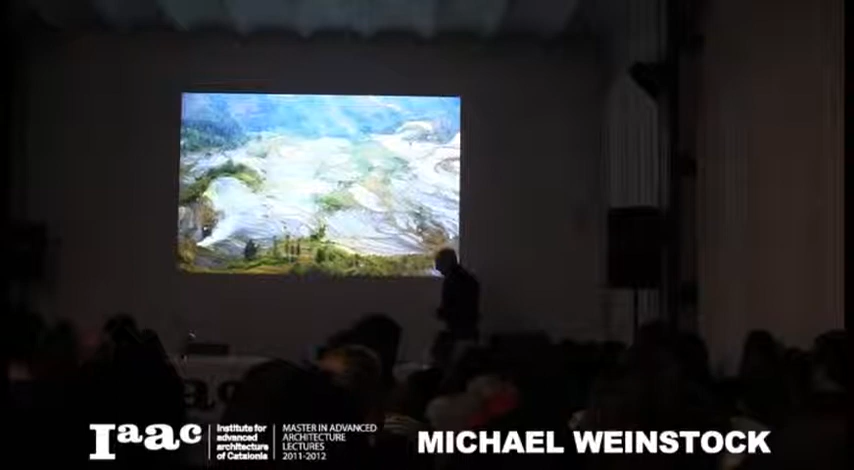 Iaac
Institute for
advanced
architecture
of Catalonia
MASTER IN ADVANCED
ARCHITECTURE
LECTURES
2011-2012
MICHAEL WEINSTOCK